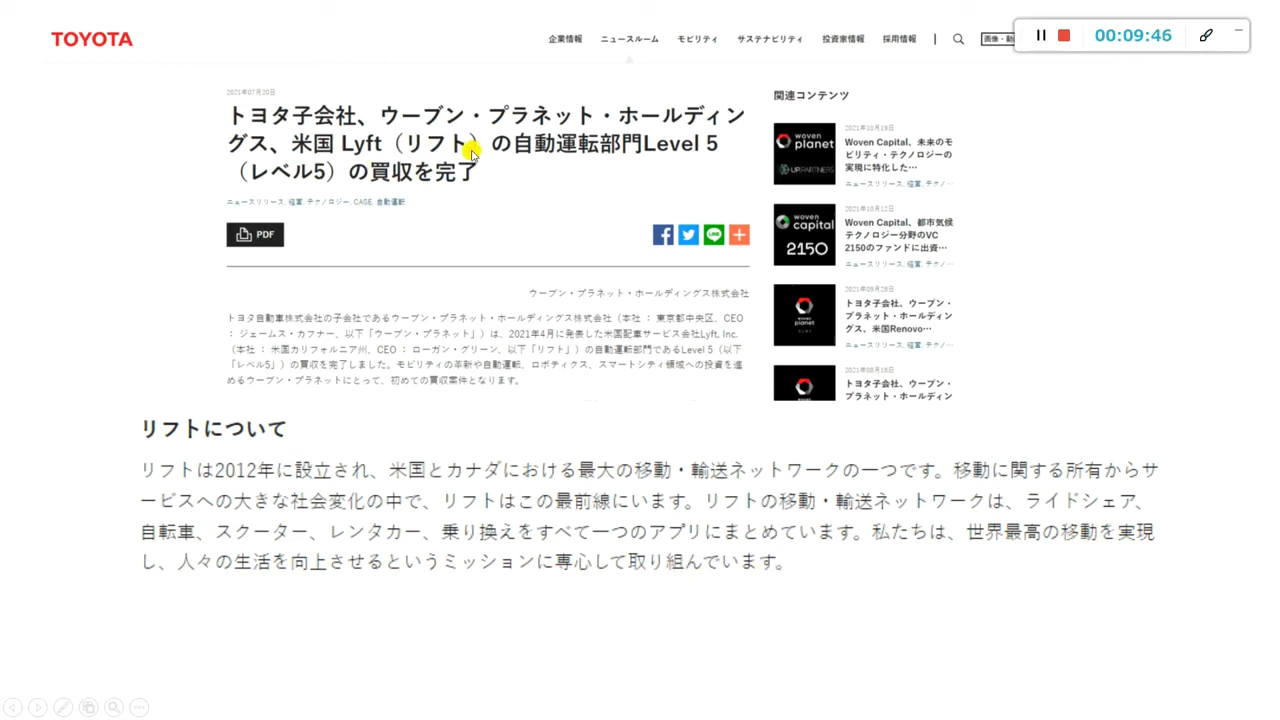 TOYOTA
企業情報 ニュースルーム モビリティ サステナビリティ 投資家情報 採用情報
00:09:46
2021年07月20日
トヨタ子会社、ウーブン・プラネット・ホールディン
グス、米国 Lyft（リフト）の自動運転部門Level 5
（レベル5）の買収を完了
ニュースリリース, 経営, テクノロジー, CASE, 自動運転
PDF
ウーブン・プラネット・ホールディングス株式会社
トヨタ自動車株式会社の子会社であるウーブン・プラネット・ホールディングス株式会社（本社 ： 東京都中央区、CEO
： ジェームス・カフナー、以下「ウーブン・プラネット」）は、2021年4月に発表した米国配車サービス会社Lyft, Inc.
（本社 ： 米国カリフォルニア州、CEO ： ローガン・グリーン、以下「リフト」）の自動運転部門であるLevel 5（以下
「レベル5」）の買収を完了しました。モビリティの革新や自動運転、ロボティクス、スマートシティ領域への投資を進
めるウーブン・プラネットにとって、初めての買収案件となります。
関連コンテンツ
woven
planet
UP.PARTNERS
2021年10月19日
Woven Capital、未来のモ
ビリティ・テクノロジーの
実現に特化した…
ニュースリリース, 経営, テクノ…
woven
capital
2150
2021年10月12日
Woven Capital、都市気候
テクノロジー分野のVC
2150のファンドに出資…
ニュースリリース, 経営, テクノ…
woven
planet
2021年09月28日
トヨタ子会社、ウーブン・
プラネット・ホールディン
グス、米国Renovo…
ニュースリリース, 経営, テクノ…
トヨタ子会社、ウーブン・
プラネット・ホールディン
リフトについて
リフトは2012年に設立され、米国とカナダにおける最大の移動・輸送ネットワークの一つです。移動に関する所有からサ
ービスへの大きな社会変化の中で、リフトはこの最前線にいます。リフトの移動・輸送ネットワークは、ライドシェア、
自転車、スクーター、レンタカー、乗り換えをすべて一つのアプリにまとめています。私たちは、世界最高の移動を実現
し、人々の生活を向上させるというミッションに専心して取り組んでいます。